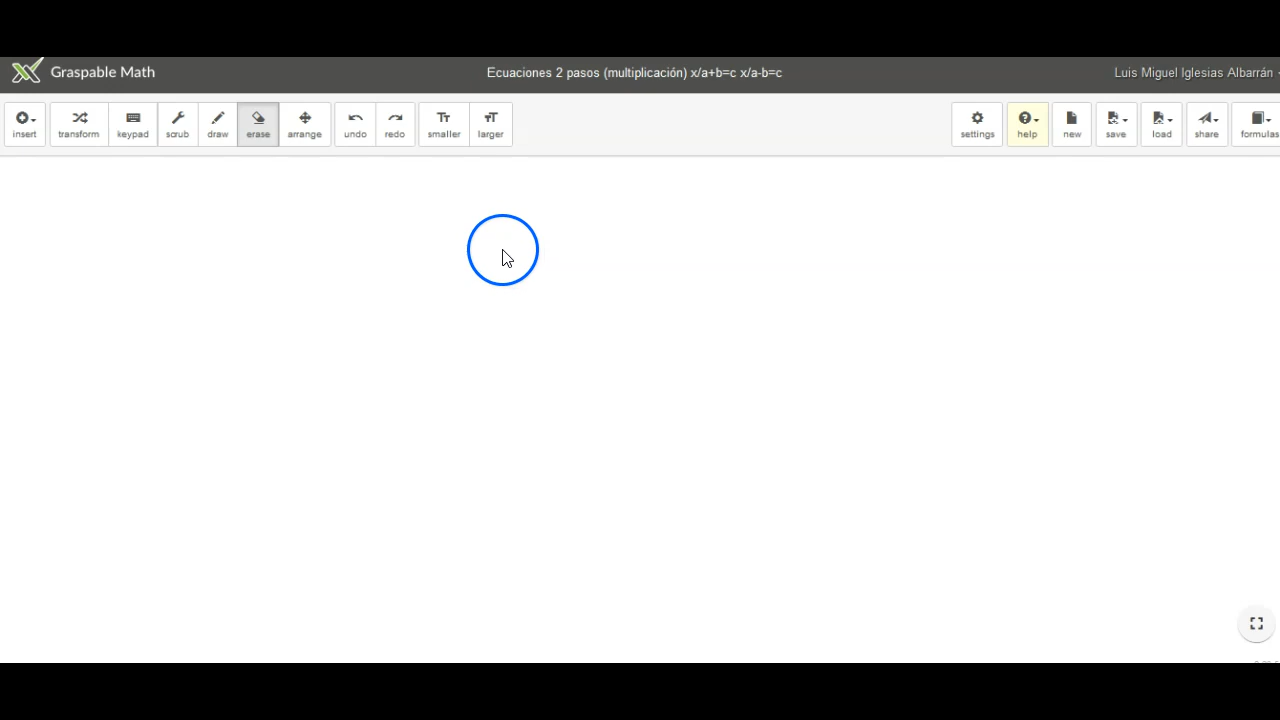 Graspable Math
Ecuaciones 2 pasos (multiplicación) x/a+b=c x/a-b=c
Luis Miguel Iglesias Albarrán
insert transform keypad scrub draw erase arrange undo redo smaller larger settings help new save load share formulas